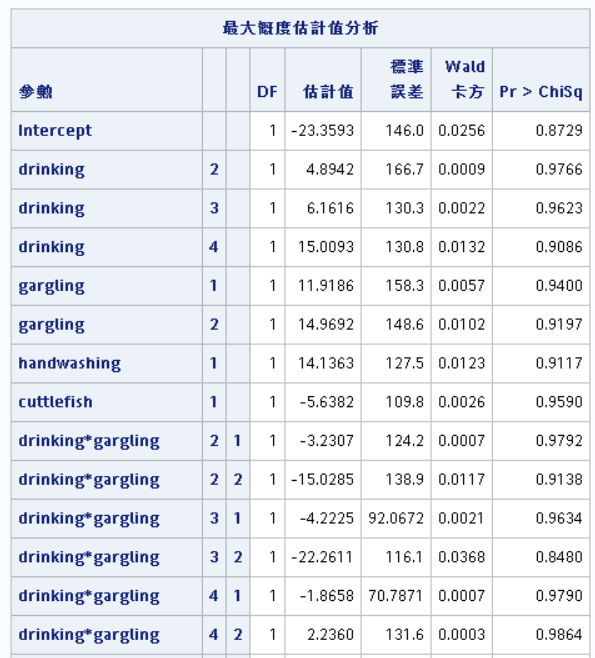 最大概度估計值分析
參數 DF 估計值 標準誤差 Wald 卡方 Pr > ChiSq
Intercept 1 -23.3593 146.0 0.0256 0.8729
drinking 2 1 4.8942 166.7 0.0009 0.9766
drinking 3 1 6.1616 130.3 0.0022 0.9623
drinking 4 1 15.0093 130.8 0.0132 0.9086
gargling 1 1 11.9186 158.3 0.0057 0.9400
gargling 2 1 14.9692 148.6 0.0102 0.9197
handwashing 1 1 14.1363 127.5 0.0123 0.9117
cuttlefish 1 1 -5.6382 109.8 0.0026 0.9590
drinking*gargling 2 1 1 -3.2307 124.2 0.0007 0.9792
drinking*gargling 2 2 1 -15.0285 138.9 0.0117 0.9138
drinking*gargling 3 1 1 -4.2225 92.0672 0.0021 0.9634
drinking*gargling 3 2 1 -22.2611 116.1 0.0368 0.8480
drinking*gargling 4 1 1 -1.8658 70.7871 0.0007 0.9790
drinking*gargling 4 2 1 2.2360 131.6 0.0003 0.9864